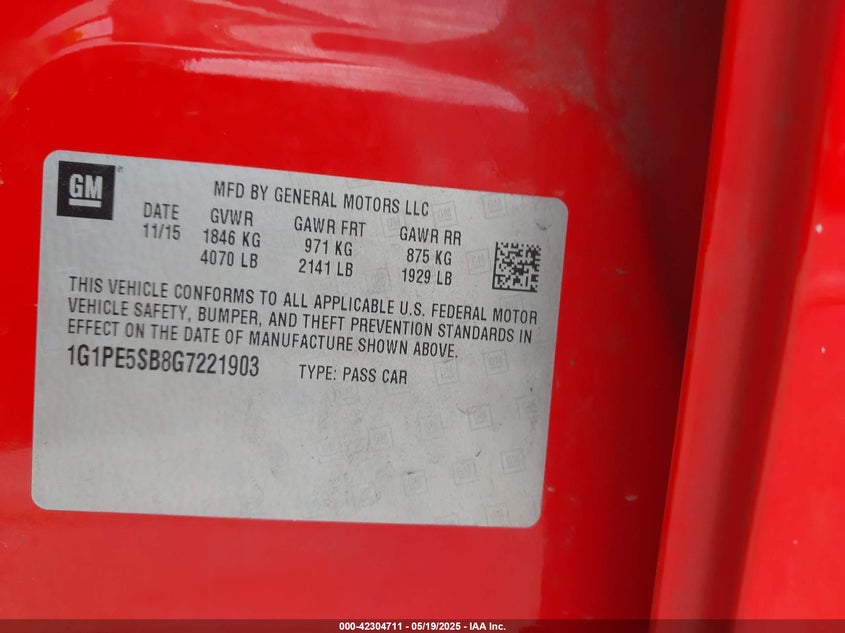 GM
MFD BY GENERAL MOTORS LLC
DATE GVWR GAWR FRT GAWR RR
11/15 1846 KG 971 KG 875 KG
4070 LB 2141 LB 1929 LB
THIS VEHICLE CONFORMS TO ALL APPLICABLE U.S. FEDERAL MOTOR
VEHICLE SAFETY, BUMPER, AND THEFT PREVENTION STANDARDS IN
EFFECT ON THE DATE OF MANUFACTURE SHOWN ABOVE.
1G1PE5SB8G7221903 TYPE: PASS CAR
000-42304711 - 05/19/2025 - IAA Inc.